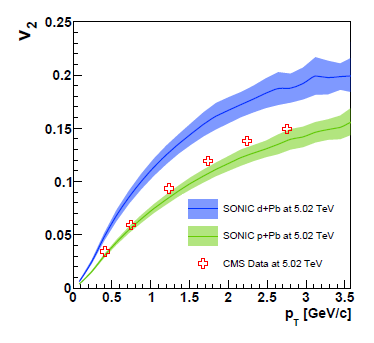 v2
0.25
0.2
0.15
0.1
0.05
0
SONIC d+Pb at 5.02 TeV
SONIC p+Pb at 5.02 TeV
CMS Data at 5.02 TeV
0 0.5 1 1.5 2 2.5 3 3.5
pT [GeV/c]